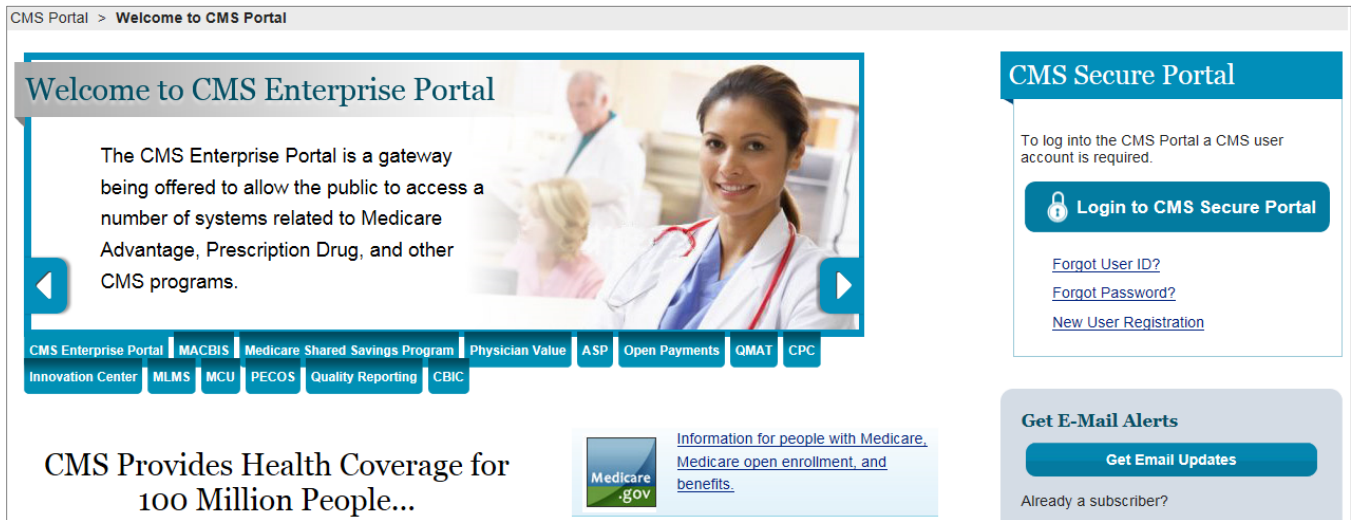 CMS Portal > Welcome to CMS Portal
Welcome to CMS Enterprise Portal
The CMS Enterprise Portal is a gateway
being offered to allow the public to access a
number of systems related to Medicare
Advantage, Prescription Drug, and other
CMS programs.
CMS Enterprise Portal MACBIS Medicare Shared Savings Program Physician Value ASP Open Payments QMAT CPC
Innovation Center MLMS MCU PECOS Quality Reporting CBIC
CMS Provides Health Coverage for
100 Million People...
Medicare
.gov
Information for people with Medicare,
Medicare open enrollment, and
benefits.
CMS Secure Portal
To log into the CMS Portal a CMS user
account is required.
Login to CMS Secure Portal
Forgot User ID?
Forgot Password?
New User Registration
Get E-Mail Alerts
Get Email Updates
Already a subscriber?